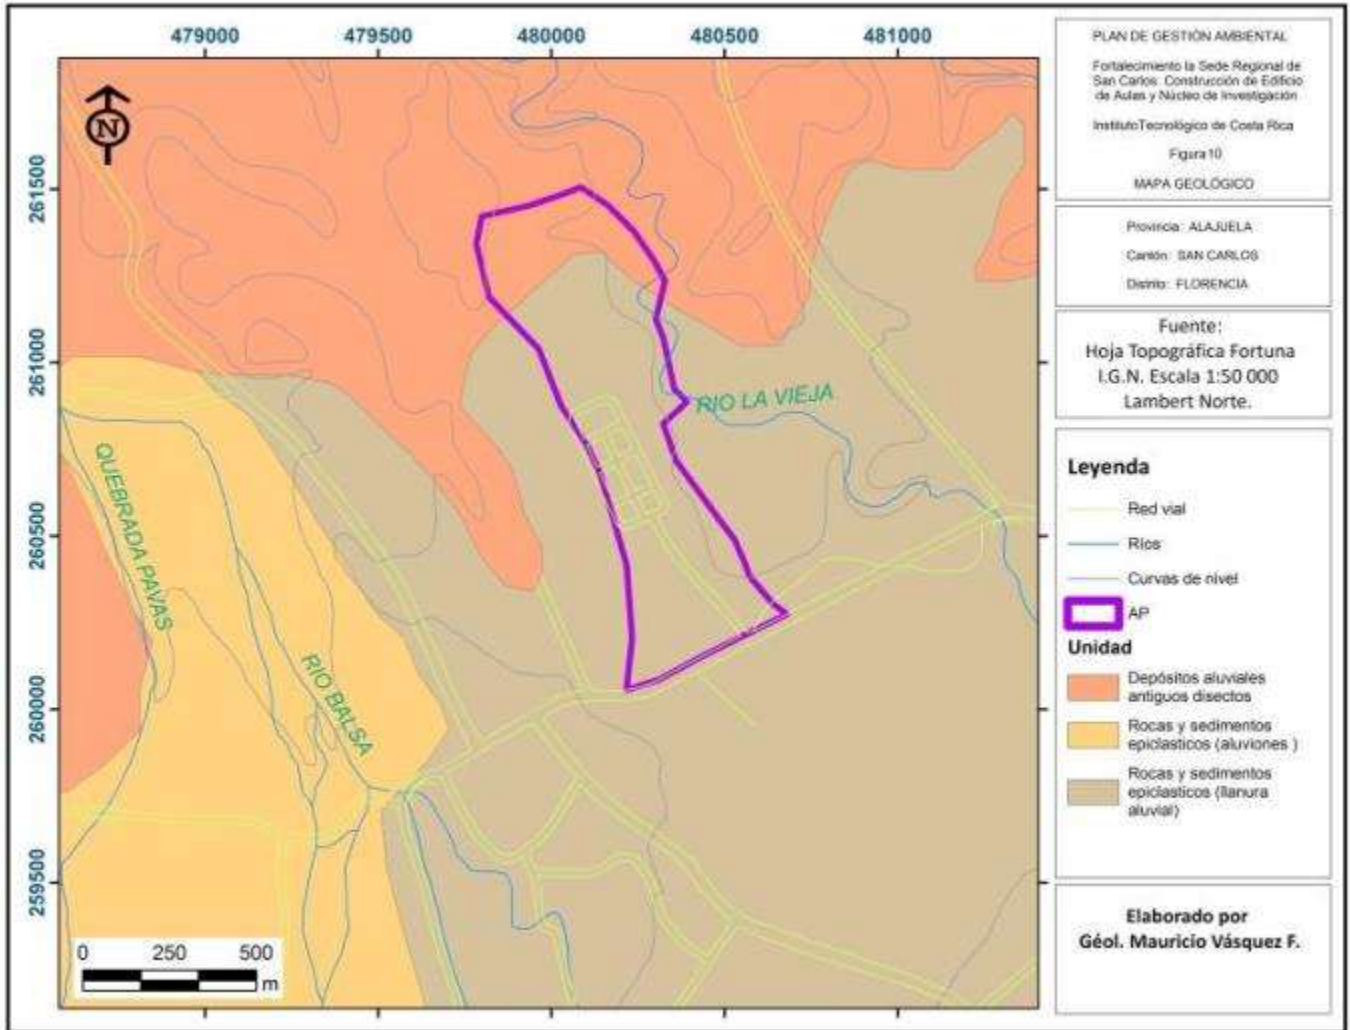 479000 479500 480000 480500 481000
261500
261000
260500
260000
259500
N
QUEBRADA PAVAS
RIO BALSA
RIO LA VIEJA
0 250 500
m
PLAN DE GESTIÓN AMBIENTAL
Fortalecimiento la Sede Regional de
San Carlos: Construcción de Edificio
de Aulas y Núcleo de Investigación
InstitutoTecnológico de Costa Rica
Figura10
MAPA GEOLÓGICO
Provincia: ALAJUELA
Cantón: SAN CARLOS
Distrito: FLORENCIA
Fuente:
Hoja Topográfica Fortuna
I.G.N. Escala 1:50 000
Lambert Norte.
Leyenda
Red vial
Ríos
Curvas de nivel
AP
Unidad
Depósitos aluviales
antiguos disectos
Rocas y sedimentos
epiclasticos (aluviones )
Rocas y sedimentos
epiclasticos (llanura
aluvial)
Elaborado por
Géol. Mauricio Vásquez F.